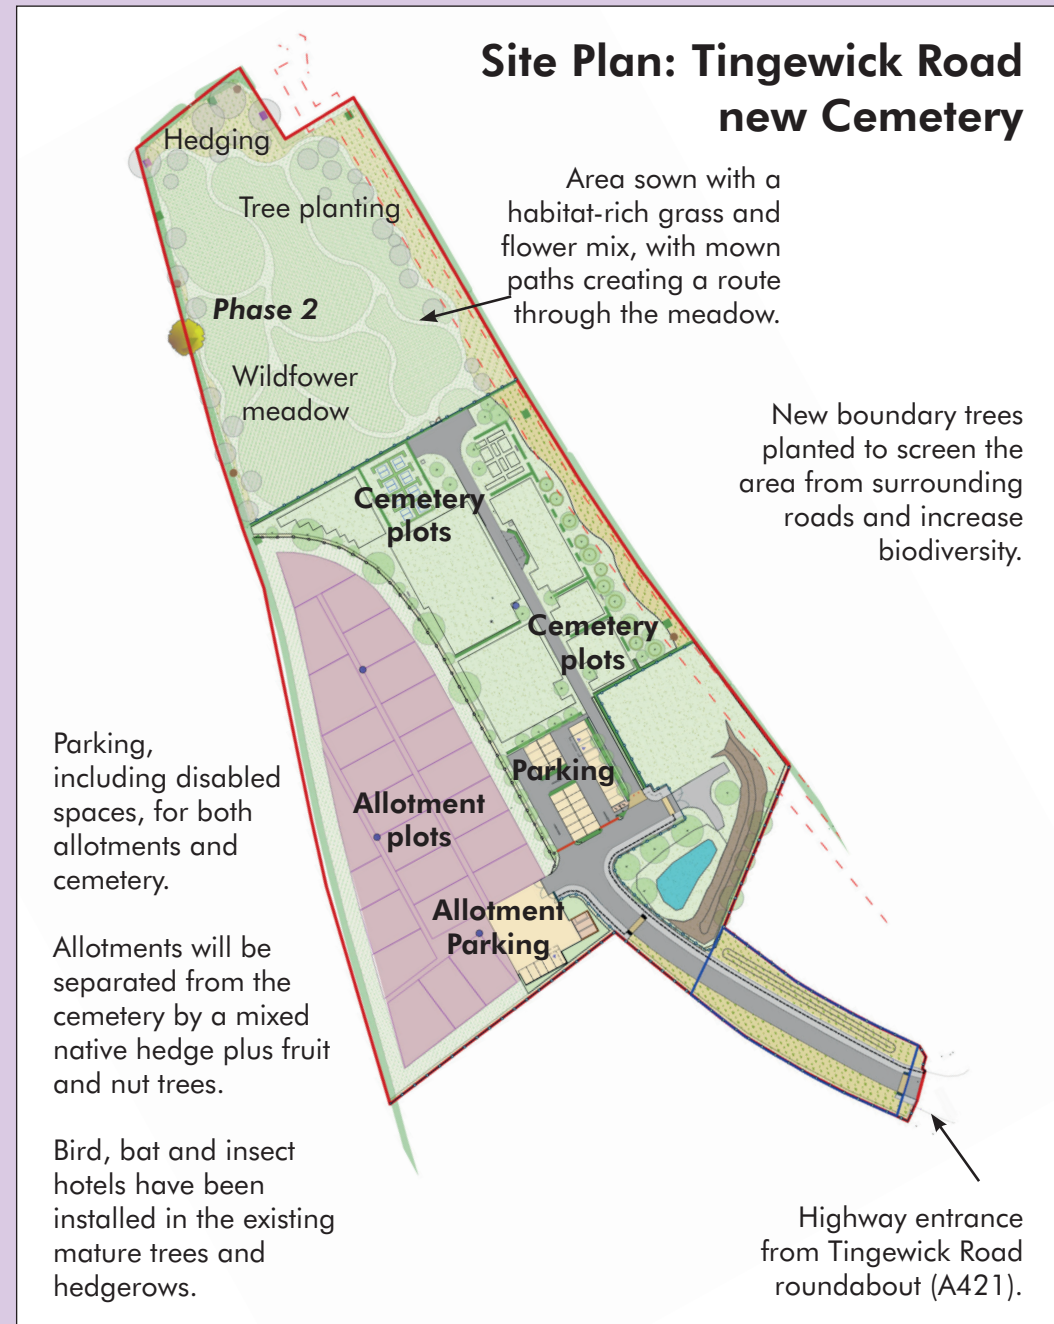 Site Plan: Tingewick Road
new Cemetery
Hedging
Tree planting
Area sown with a
habitat-rich grass and
flower mix, with mown
paths creating a route
through the meadow.
Phase 2
Wildfower
meadow
New boundary trees
planted to screen the
area from surrounding
roads and increase
biodiversity.
Cemetery
plots
Cemetery
plots
Parking
Allotment
plots
Allotment
Parking
Parking,
including disabled
spaces, for both
allotments and
cemetery.
Allotments will be
separated from the
cemetery by a mixed
native hedge plus fruit
and nut trees.
Bird, bat and insect
hotels have been
installed in the existing
mature trees and
hedgerows.
Highway entrance
from Tingewick Road
roundabout (A421).